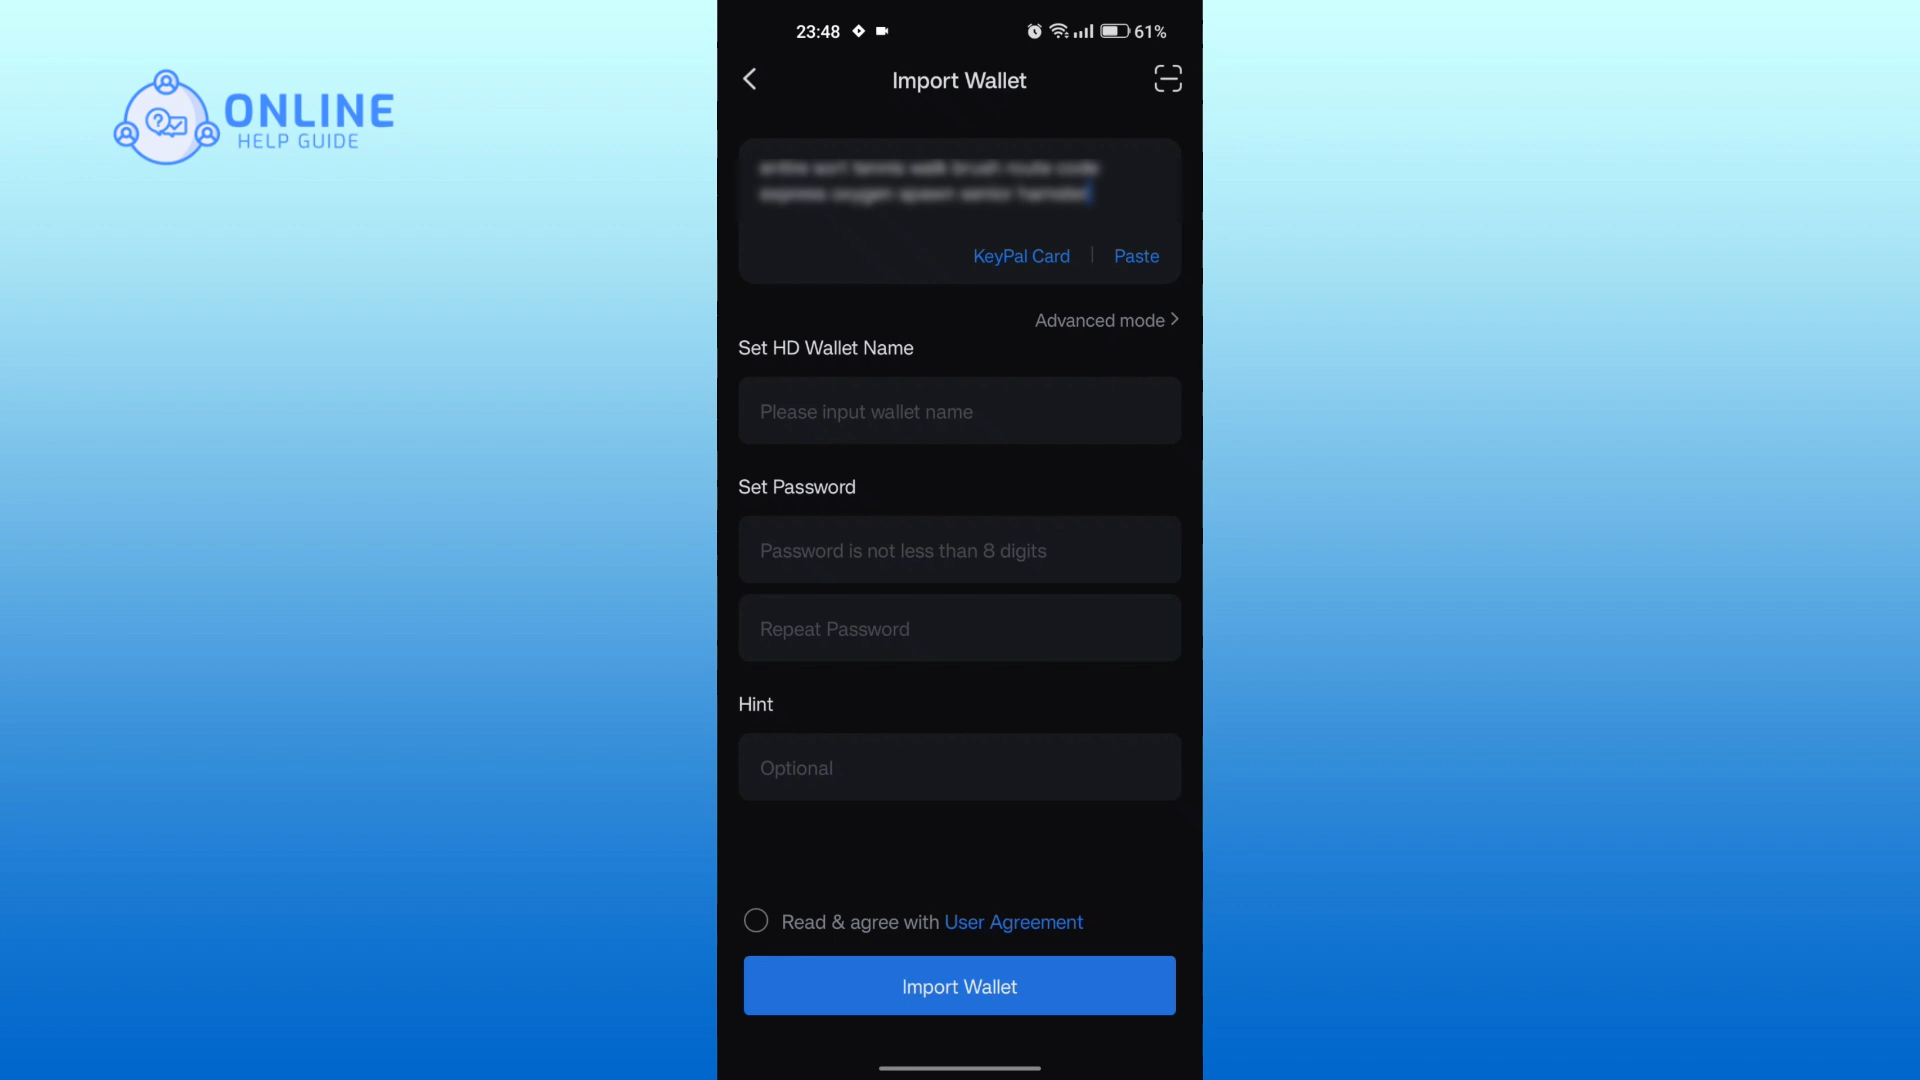 23:48
61%
Import Wallet
ONLINE
HELP GUIDE
KeyPal Card | Paste
Advanced mode >
Set HD Wallet Name
Please input wallet name
Set Password
Password is not less than 8 digits
Repeat Password
Hint
Optional
Read & agree with User Agreement
Import Wallet